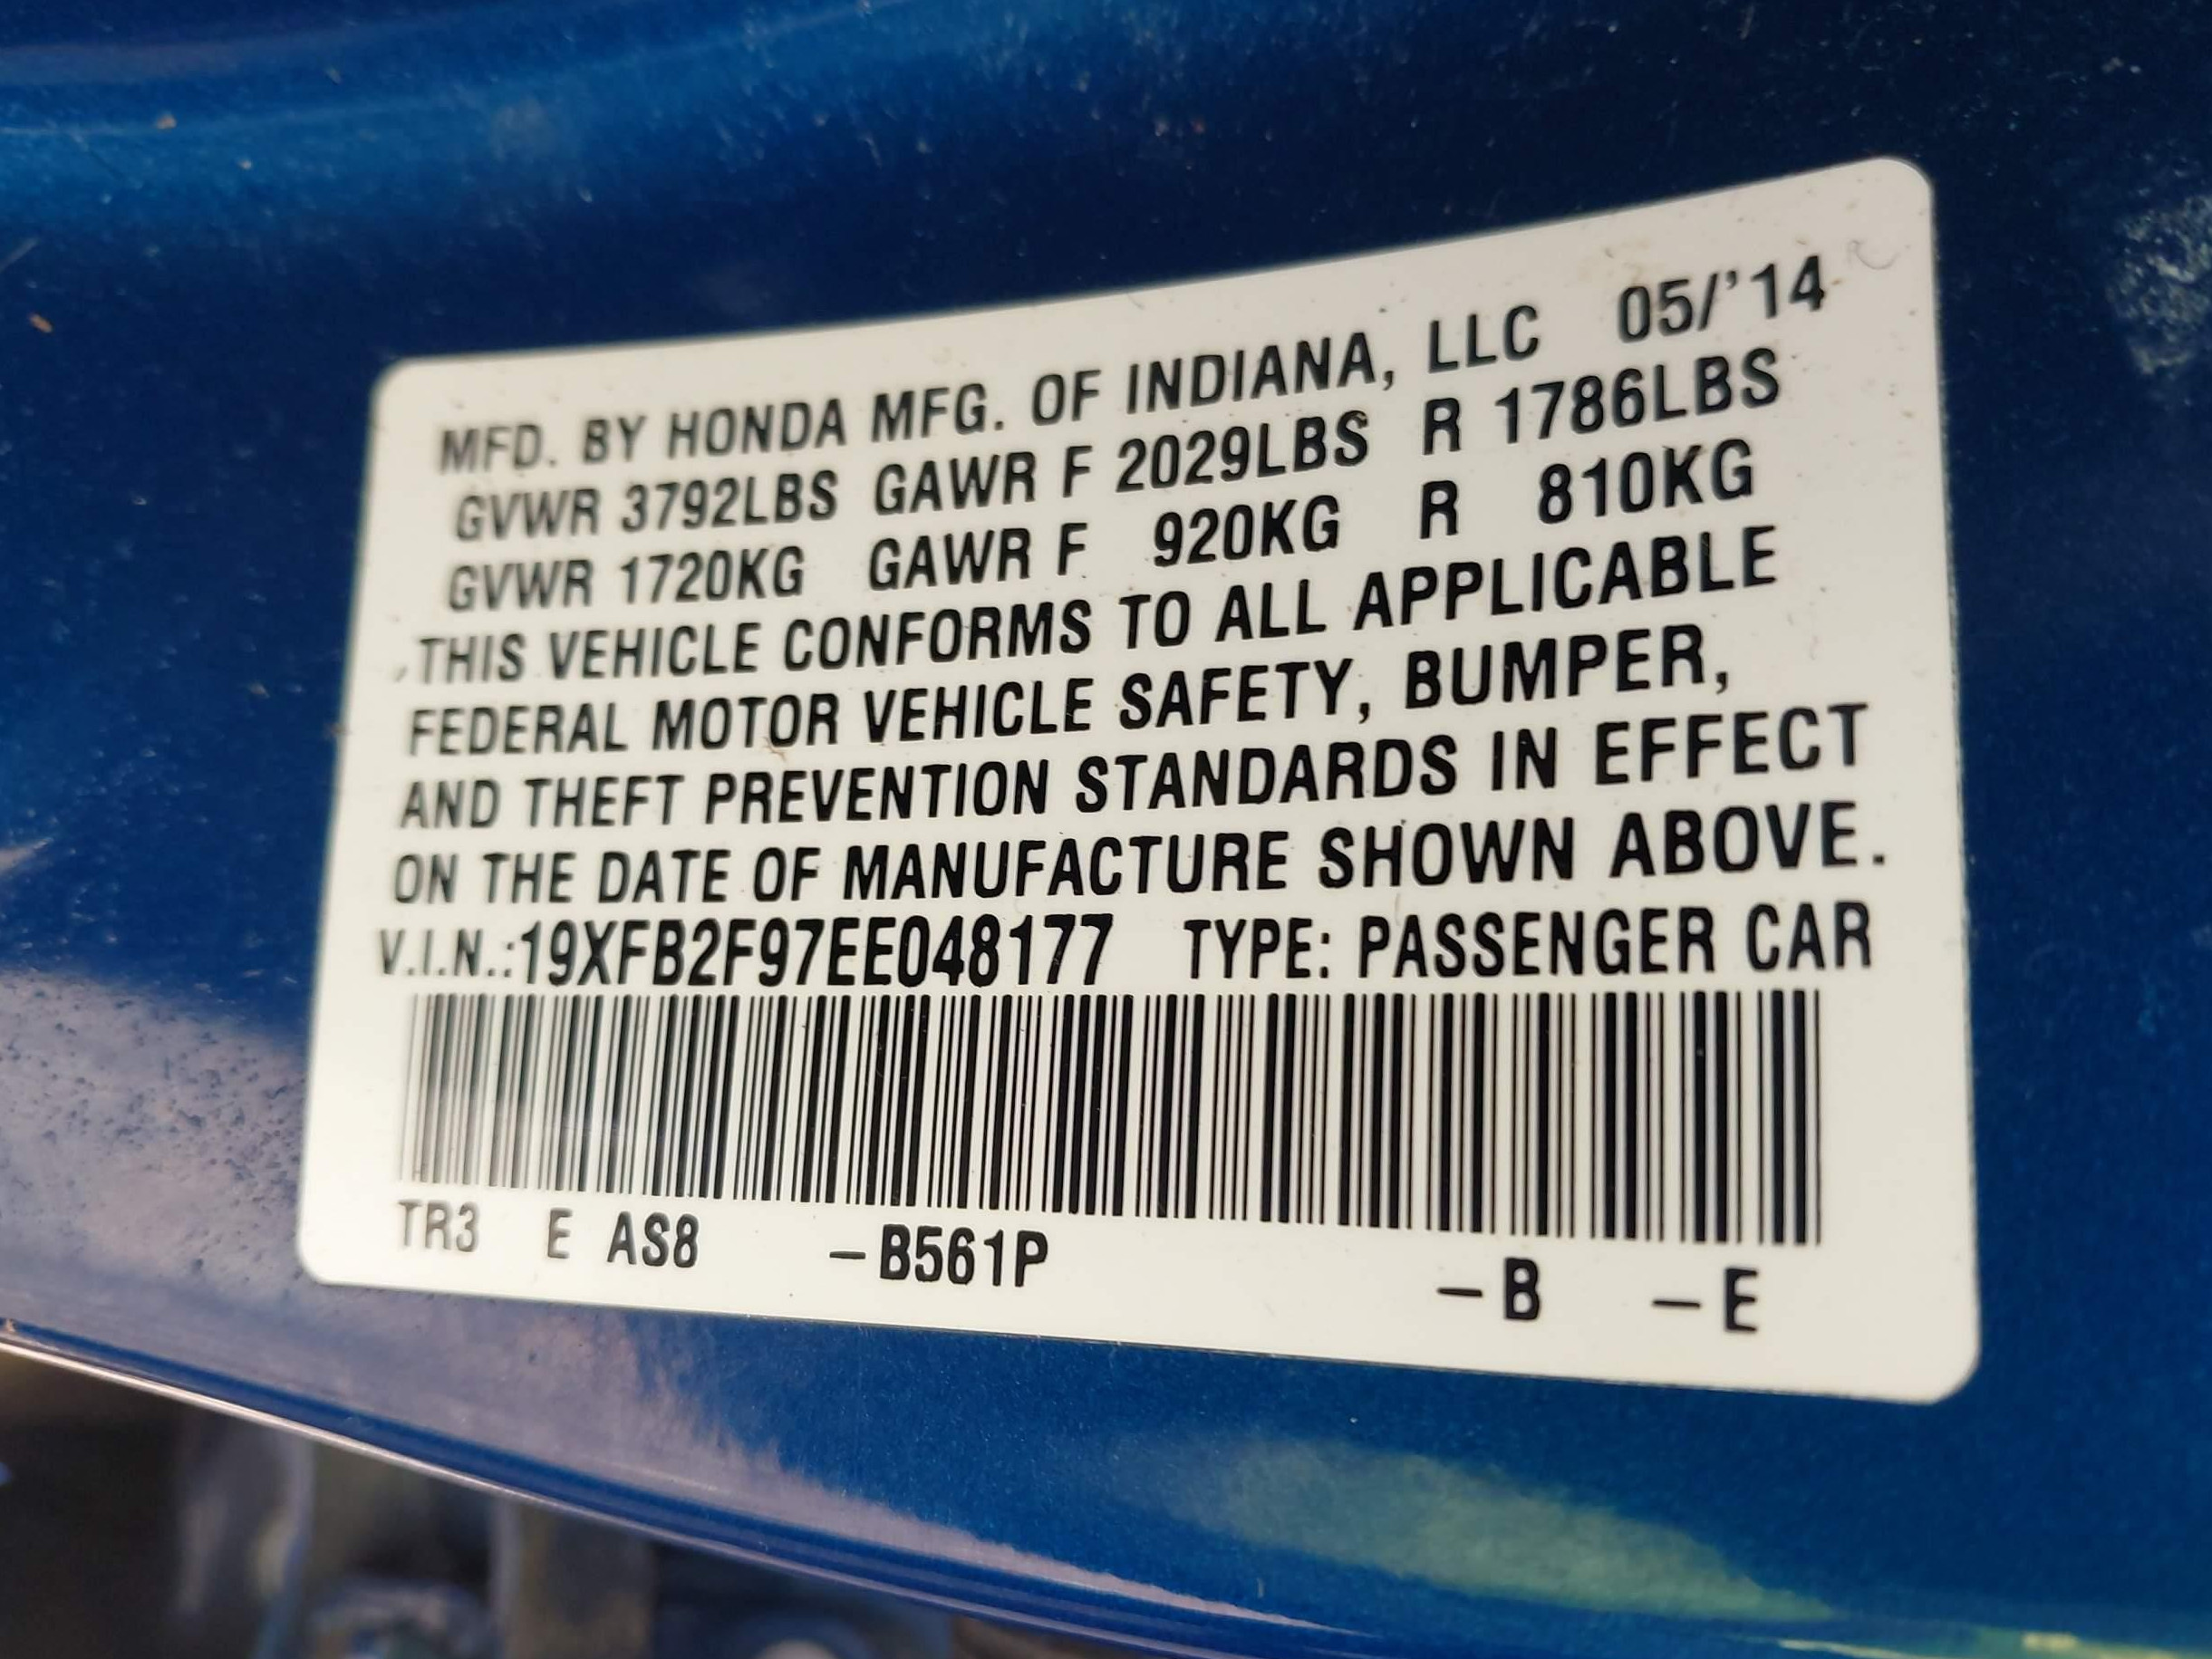 MFD. BY HONDA MFG. OF INDIANA, LLC 05/'14
GVWR 3792LBS GAWR F 2029LBS R 1786LBS
GVWR 1720KG GAWR F 920KG R 810KG
THIS VEHICLE CONFORMS TO ALL APPLICABLE
FEDERAL MOTOR VEHICLE SAFETY, BUMPER,
AND THEFT PREVENTION STANDARDS IN EFFECT
ON THE DATE OF MANUFACTURE SHOWN ABOVE.
V.I.N.:19XFB2F97EE048177 TYPE: PASSENGER CAR
TR3 E AS8 –B561P –B –E